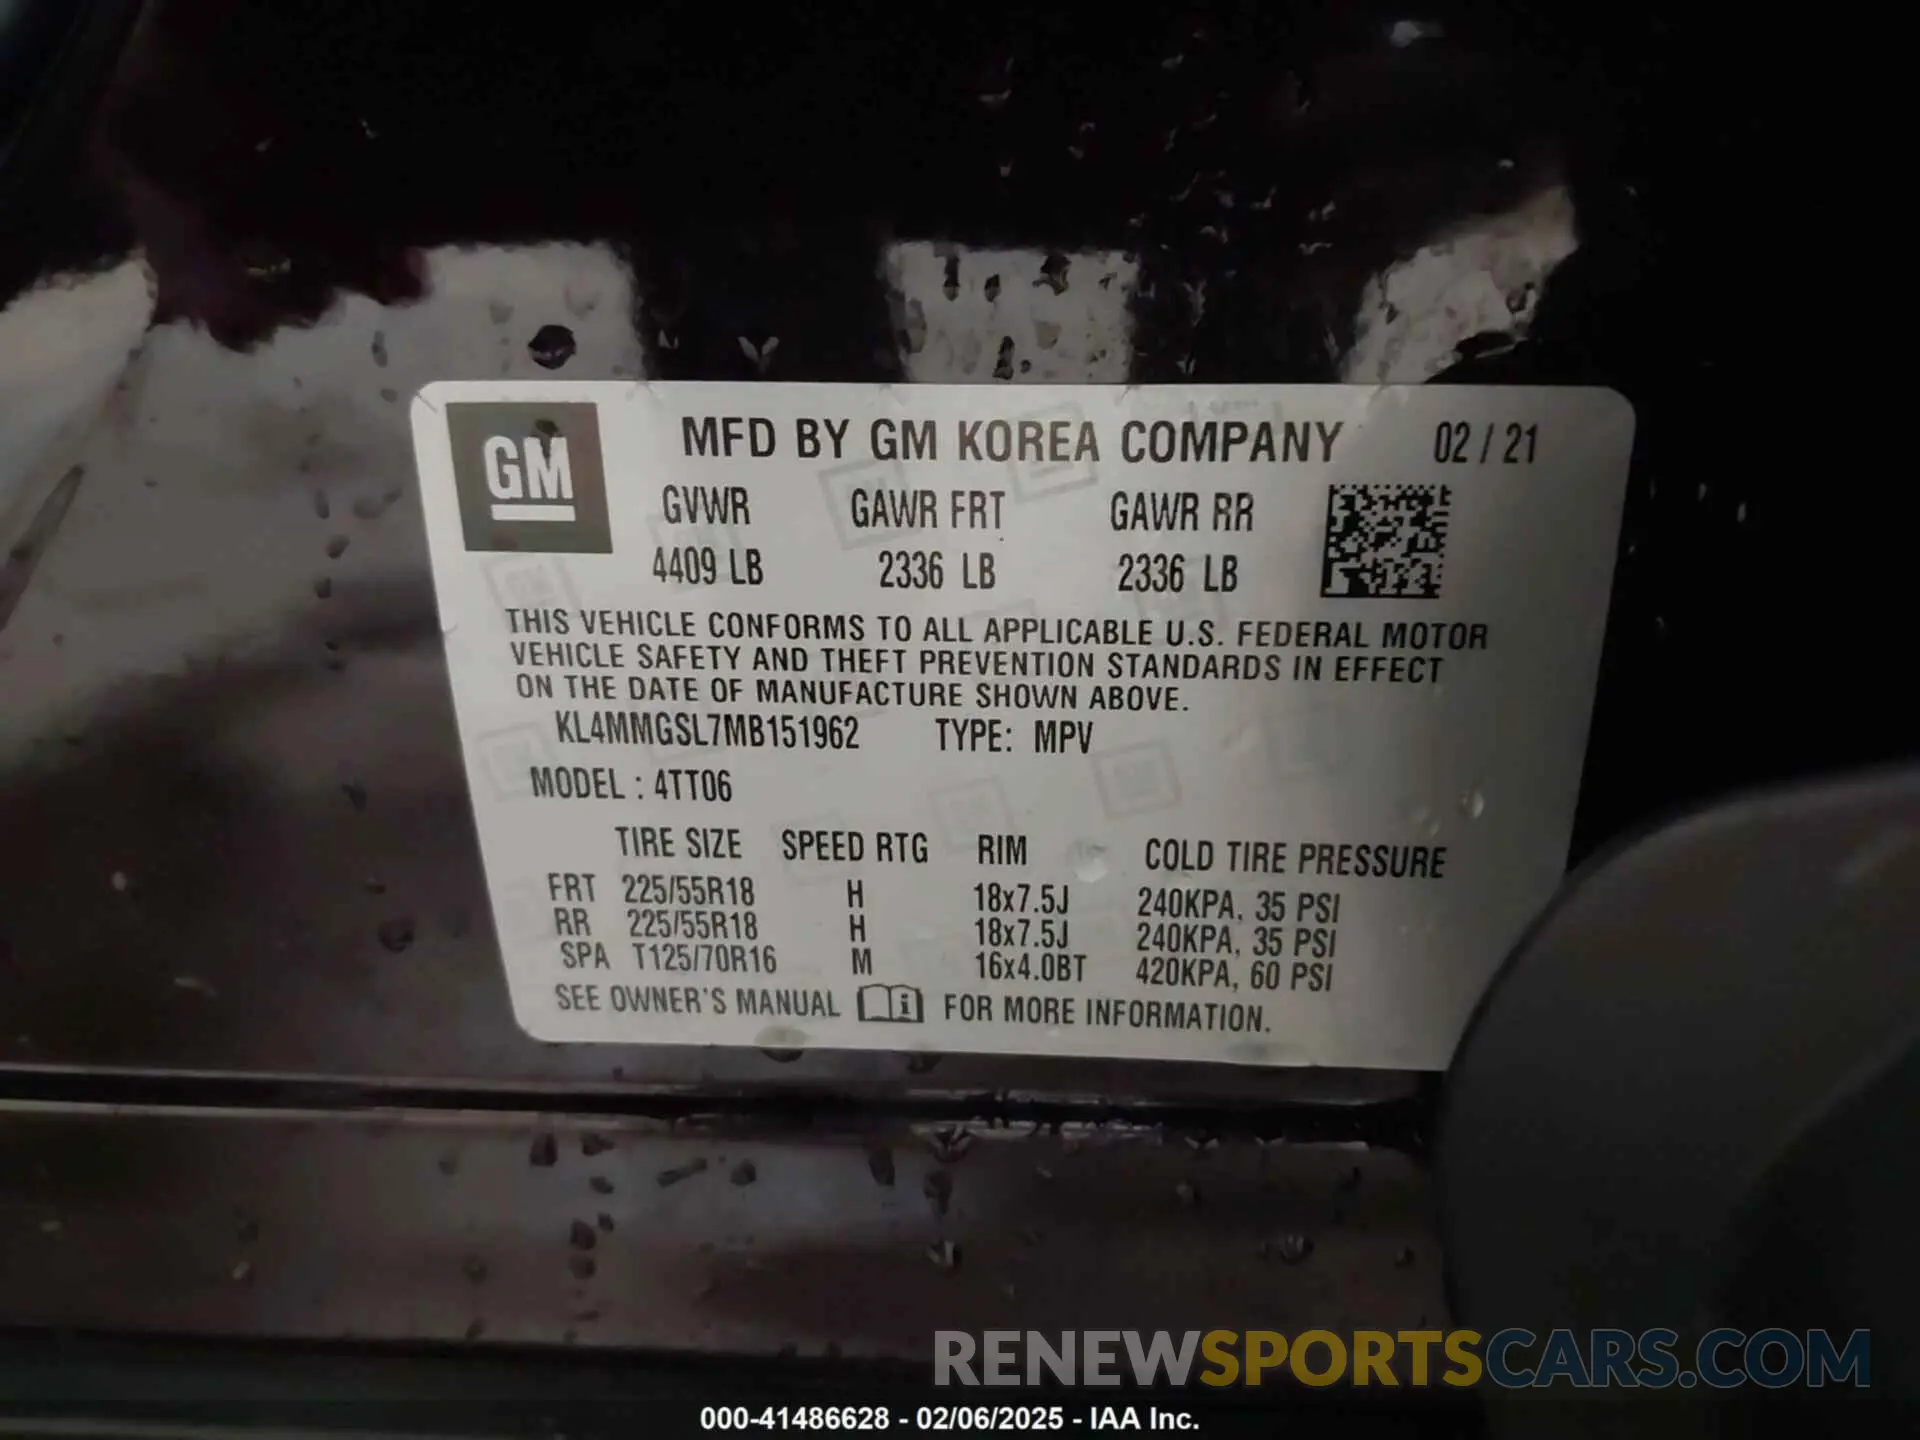 GM
MFD BY GM KOREA COMPANY 02 / 21
GVWR GAWR FRT GAWR RR
4409 LB 2336 LB 2336 LB
THIS VEHICLE CONFORMS TO ALL APPLICABLE U.S. FEDERAL MOTOR
VEHICLE SAFETY AND THEFT PREVENTION STANDARDS IN EFFECT
ON THE DATE OF MANUFACTURE SHOWN ABOVE.
KL4MMGSL7MB151962 TYPE: MPV
MODEL : 4TT06
TIRE SIZE SPEED RTG RIM COLD TIRE PRESSURE
FRT 225/55R18 H 18x7.5J 240KPA, 35 PSI
RR 225/55R18 H 18x7.5J 240KPA, 35 PSI
SPA T125/70R16 M 16x4.0BT 420KPA, 60 PSI
SEE OWNER'S MANUAL i FOR MORE INFORMATION.
RENEWSPORTSCARS.COM
000-41486628 - 02/06/2025 - IAA Inc.